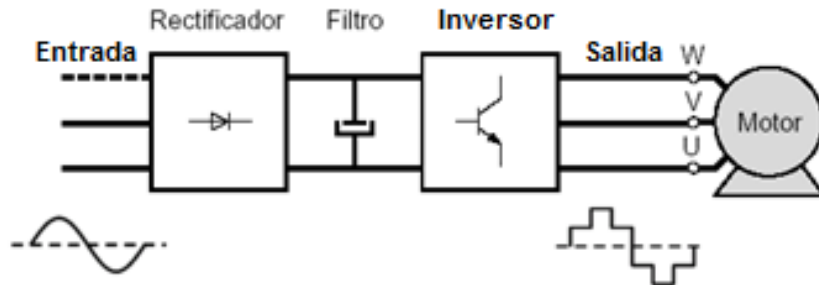 Rectificador Filtro Inversor
Entrada Salida W
V
U
Motor